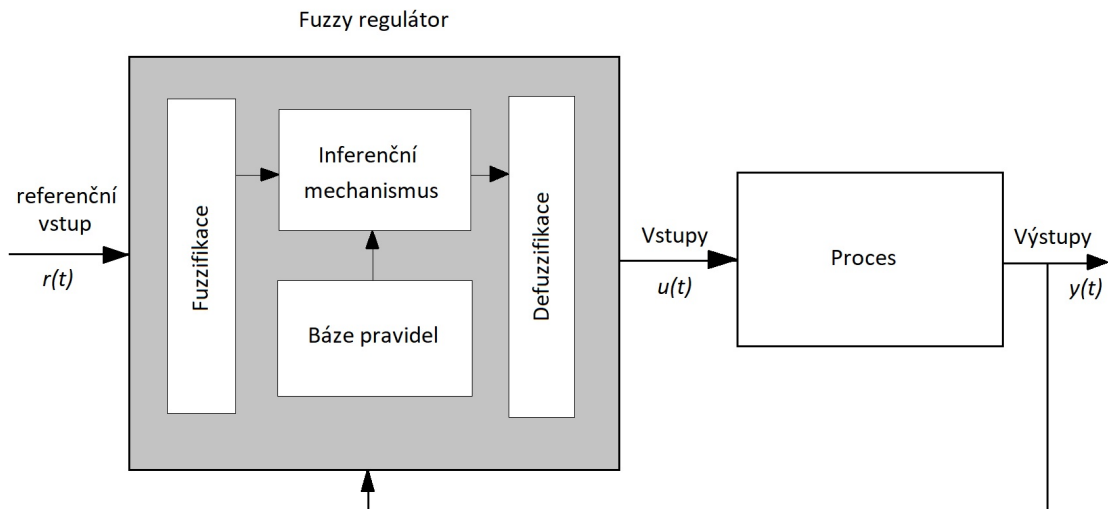 Fuzzy regulátor
referenční
vstup
r(t)
Fuzzifikace
Inferenční
mechanismus
Báze pravidel
Defuzzifikace
Vstupy
u(t)
Proces
Výstupy
y(t)